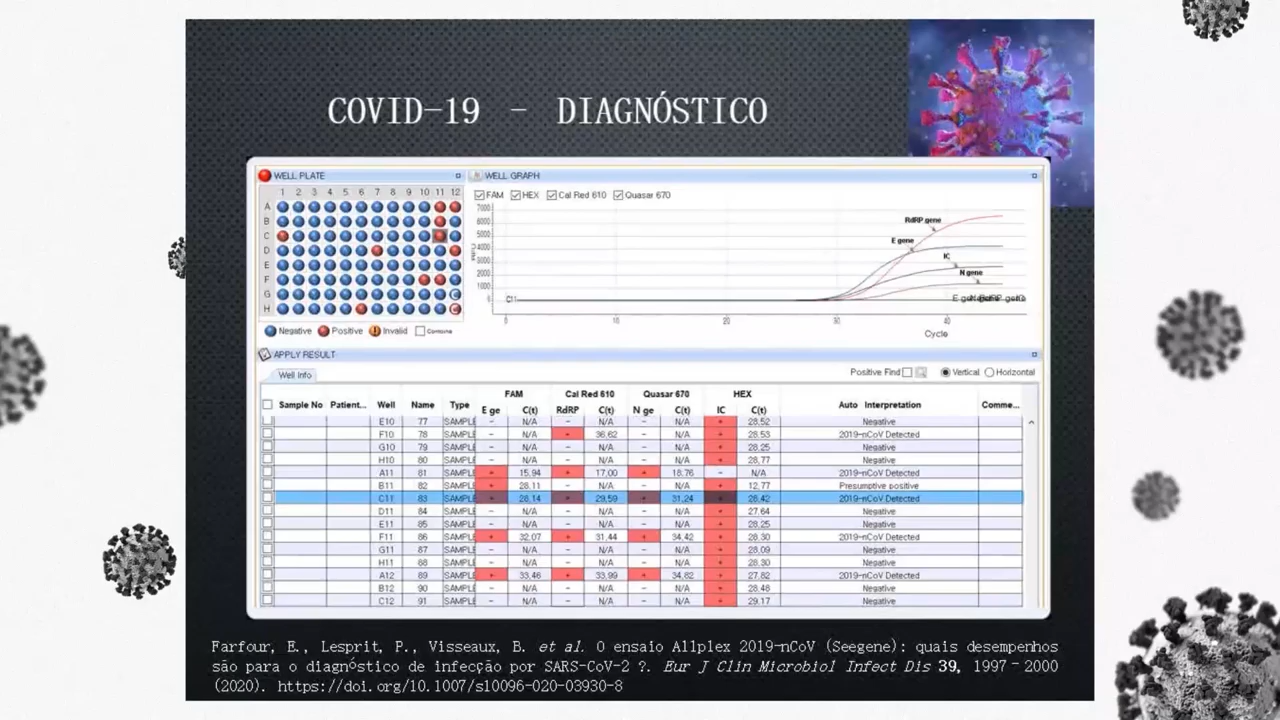 COVID-19 - DIAGNÓSTICO
WELL PLATE
1 2 3 4 5 6 7 8 9 10 11 12
A
B
C
D
E
F
G
H
Negative Positive Invalid Combine
WELL GRAPH
FAM HEX Cal Red 610 Quasar 670
7000
6000
5000
4000
3000
2000
1000
0
RFU
RdRP gene
E gene
IC
N gene
C11
0 10 20 30 40
Cycle
APPLY RESULT
Well Info
Positive Find Vertical Horizontal
FAM Cal Red 610 Quasar 670 HEX
Sample No Patient... Well Name Type E ge C(t) RdRP C(t) N ge C(t) IC C(t) Auto Interpretation Comme...
E10 77 SAMPLE - N/A - N/A - N/A + 28,52 Negative
F10 78 SAMPLE - N/A + 36,62 - N/A + 28,53 2019-nCoV Detected
G10 79 SAMPLE - N/A - N/A - N/A + 28,25 Negative
H10 80 SAMPLE - N/A - N/A - N/A + 28,77 Negative
A11 81 SAMPLE + 15,94 + 17,00 + 18,76 - N/A 2019-nCoV Detected
B11 82 SAMPLE + 28,11 - N/A - N/A + 12,77 Presumptive positive
C11 83 SAMPLE + 28,14 + 29,59 + 31,24 + 28,42 2019-nCoV Detected
D11 84 SAMPLE - N/A - N/A - N/A + 27,64 Negative
E11 85 SAMPLE - N/A - N/A - N/A + 28,25 Negative
F11 86 SAMPLE + 32,07 + 31,44 + 34,42 + 28,30 2019-nCoV Detected
G11 87 SAMPLE - N/A - N/A - N/A + 28,09 Negative
H11 88 SAMPLE - N/A - N/A - N/A + 28,30 Negative
A12 89 SAMPLE + 33,46 + 33,99 + 34,82 + 27,82 2019-nCoV Detected
B12 90 SAMPLE - N/A - N/A - N/A + 28,48 Negative
C12 91 SAMPLE - N/A - N/A - N/A + 29,17 Negative
Farfour, E., Lesprit, P., Visseaux, B. et al. O ensaio Allplex 2019-nCoV (Seegene): quais desempenhos
são para o diagnóstico de infecção por SARS-CoV-2 ?. Eur J Clin Microbiol Infect Dis 39, 1997–2000
(2020). https://doi.org/10.1007/s10096-020-03930-8